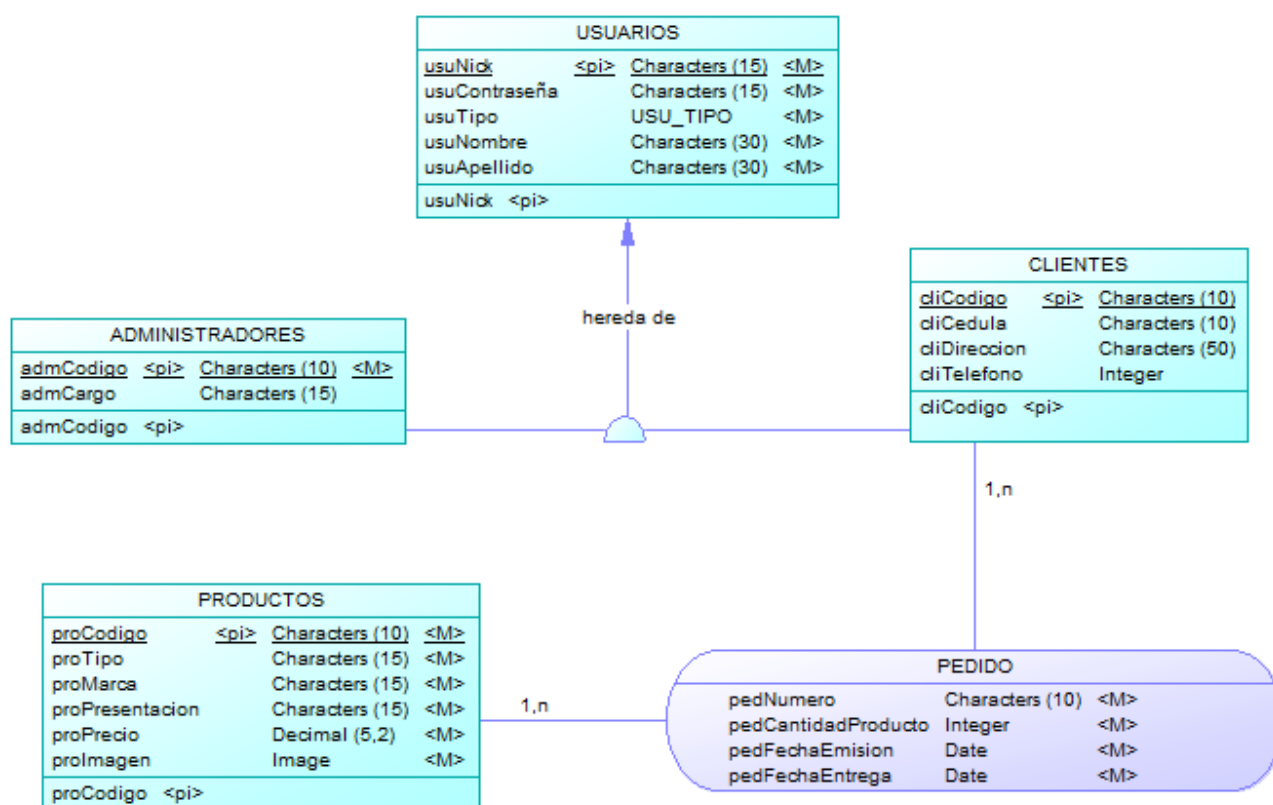 USUARIOS
usuNick <pi> Characters (15) <M>
usuContraseña Characters (15) <M>
usuTipo USU_TIPO <M>
usuNombre Characters (30) <M>
usuApellido Characters (30) <M>
usuNick <pi>
hereda de
ADMINISTRADORES
admCodigo <pi> Characters (10) <M>
admCargo Characters (15)
admCodigo <pi>
CLIENTES
cliCodigo <pi> Characters (10)
cliCedula Characters (10)
cliDireccion Characters (50)
cliTelefono Integer
cliCodigo <pi>
1,n
PRODUCTOS
proCodigo <pi> Characters (10) <M>
proTipo Characters (15) <M>
proMarca Characters (15) <M>
proPresentacion Characters (15) <M>
proPrecio Decimal (5,2) <M>
proImagen Image <M>
proCodigo <pi>
1,n
PEDIDO
pedNumero Characters (10) <M>
pedCantidadProducto Integer <M>
pedFechaEmision Date <M>
pedFechaEntrega Date <M>